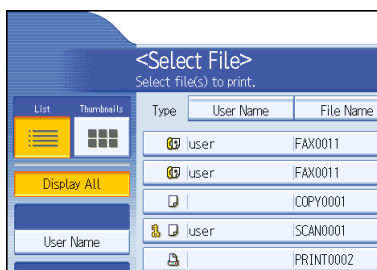 <Select File>
Select file(s) to print.
List Thumbnails Type User Name File Name
user FAX0011
Display All user FAX0011
COPY0001
User Name user SCAN0001
PRINT0002